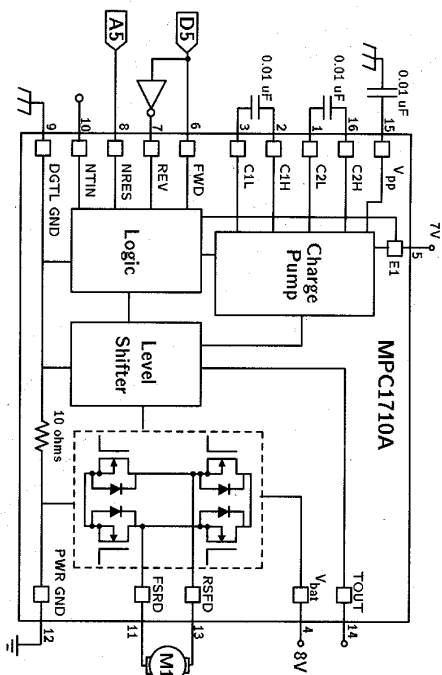 A5
D5
0.01 uF
0.01 uF
0.01 uF
9
10
8
7
6
3
2
1
16
15
DGTL GND
NTIN
NRES
REV
FWD
C1L
C1H
C2L
C2H
Vpp
7V
5
E1
Logic
Charge
Pump
Level
Shifter
MPC1710A
10 ohms
PWR GND
FSRD
RSFD
Vbat
TOUT
12
11
13
4
14
8V
M1